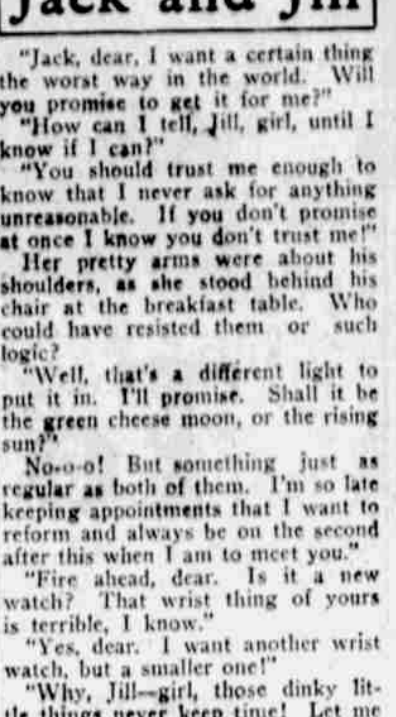 Jack and Jill
"Jack, dear, I want a certain thing
the worst way in the world. Will
you promise to get it for me?"
"How can I tell, Jill, girl, until I
know if I can?"
"You should trust me enough to
know that I never ask for anything
unreasonable. If you don't promise
at once I know you don't trust me!"
Her pretty arms were about his
shoulders, as she stood behind his
chair at the breakfast table. Who
could have resisted them or such
logic?
"Well, that's a different light to
put it in. I'll promise. Shall it be
the green cheese moon, or the rising
sun?"
No-o-o! But something just as
regular as both of them. I'm so late
keeping appointments that I want to
reform and always be on the second
after this when I am to meet you."
"Fire ahead, dear. Is it a new
watch? That wrist thing of yours
is terrible, I know."
"Yes, dear. I want another wrist
watch, but a smaller one!"
"Why, Jill—girl, those dinky lit-
tle things never keep time! Let me